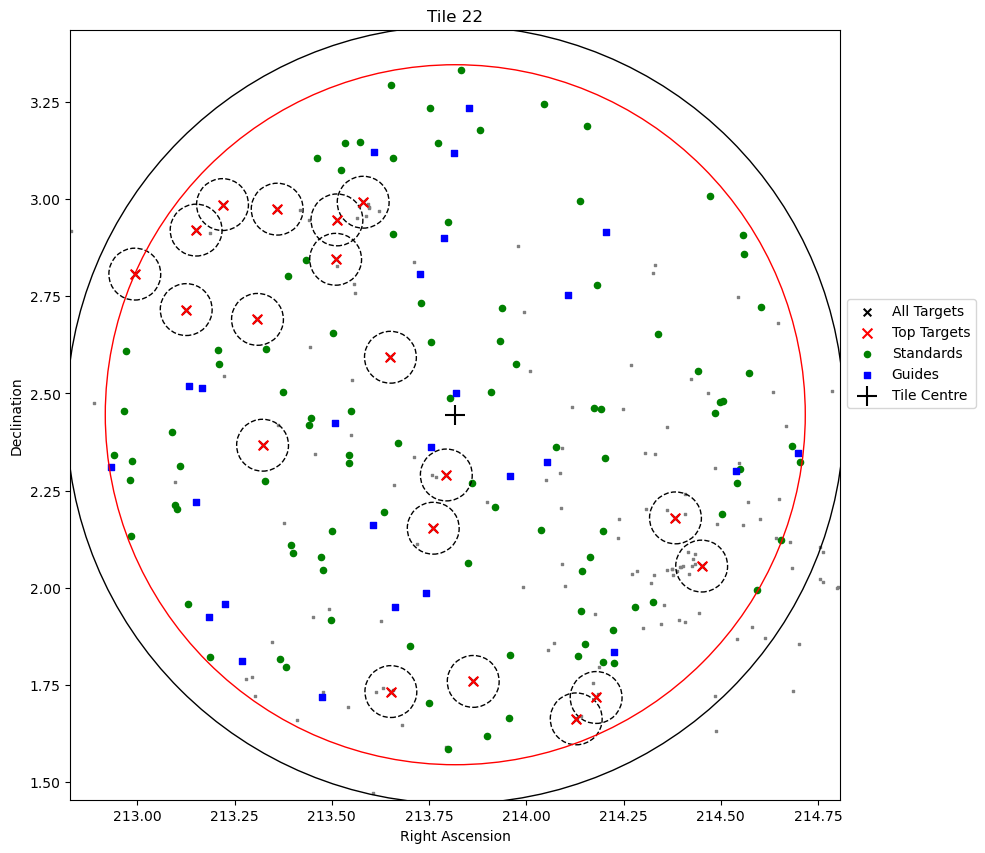 Tile 22
Declination
3.25
3.00
2.75
2.50
2.25
2.00
1.75
1.50
213.00 213.25 213.50 213.75 214.00 214.25 214.50 214.75
Right Ascension
All Targets
Top Targets
Standards
Guides
Tile Centre